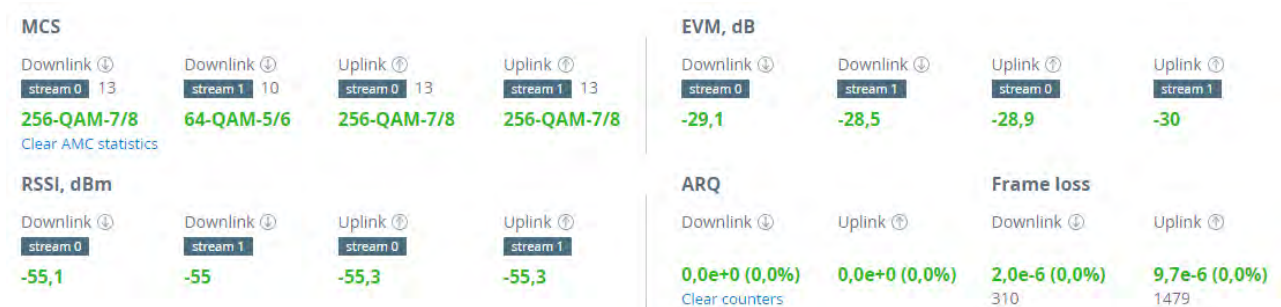 MCS
Downlink Downlink Uplink Uplink
stream 0 13 stream 1 10 stream 0 13 stream 1 13
256-QAM-7/8 64-QAM-5/6 256-QAM-7/8 256-QAM-7/8
Clear AMC statistics
EVM, dB
Downlink Downlink Uplink Uplink
stream 0 stream 1 stream 0 stream 1
-29,1 -28,5 -28,9 -30
RSSI, dBm
Downlink Downlink Uplink Uplink
stream 0 stream 1 stream 0 stream 1
-55,1 -55 -55,3 -55,3
ARQ Frame loss
Downlink Uplink Downlink Uplink
0,0e+0 (0,0%) 0,0e+0 (0,0%) 2,0e-6 (0,0%) 9,7e-6 (0,0%)
Clear counters 310 1479